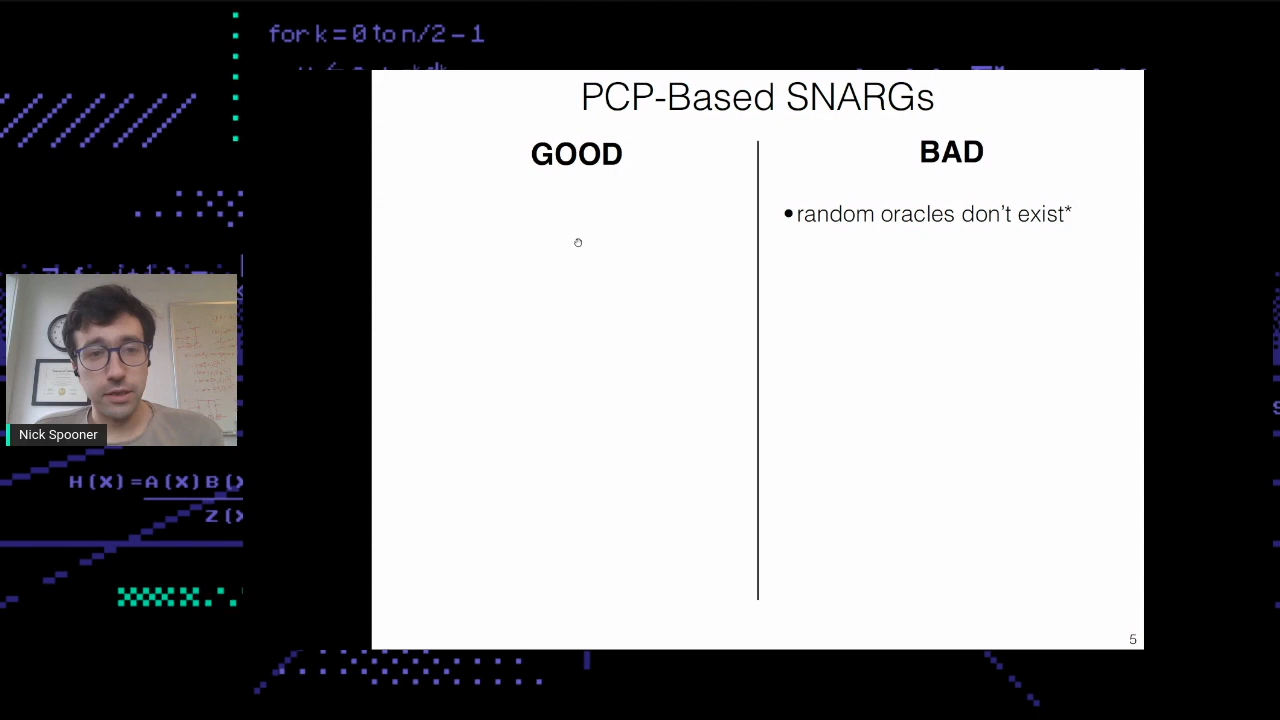 for k = 0 to n/2 - 1
PCP-Based SNARGs
GOOD
BAD
•random oracles don't exist*
Nick Spooner
H(X) = A(X)B(X
Z(X
5